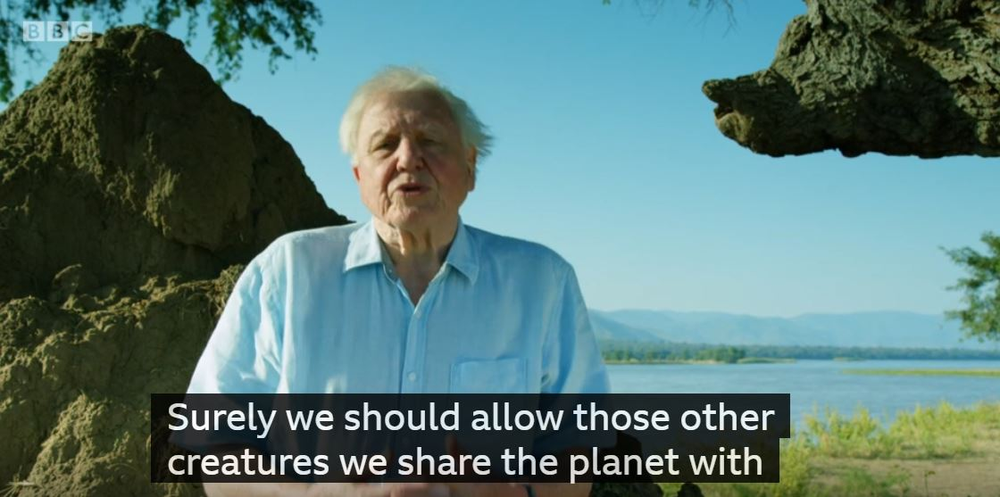 BBC
Surely we should allow those other
creatures we share the planet with